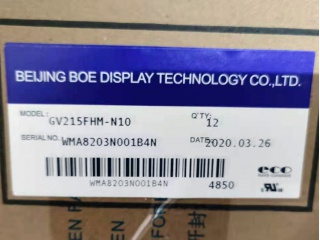 BEIJING BOE DISPLAY TECHNOLOGY CO.,LTD.
MODEL: GV215FHM-N10 Q'TY: 12
SERIAL NO. WMA8203N001B4N DATE: 2020.03.26
WMA8203N001B4N 4850
eco